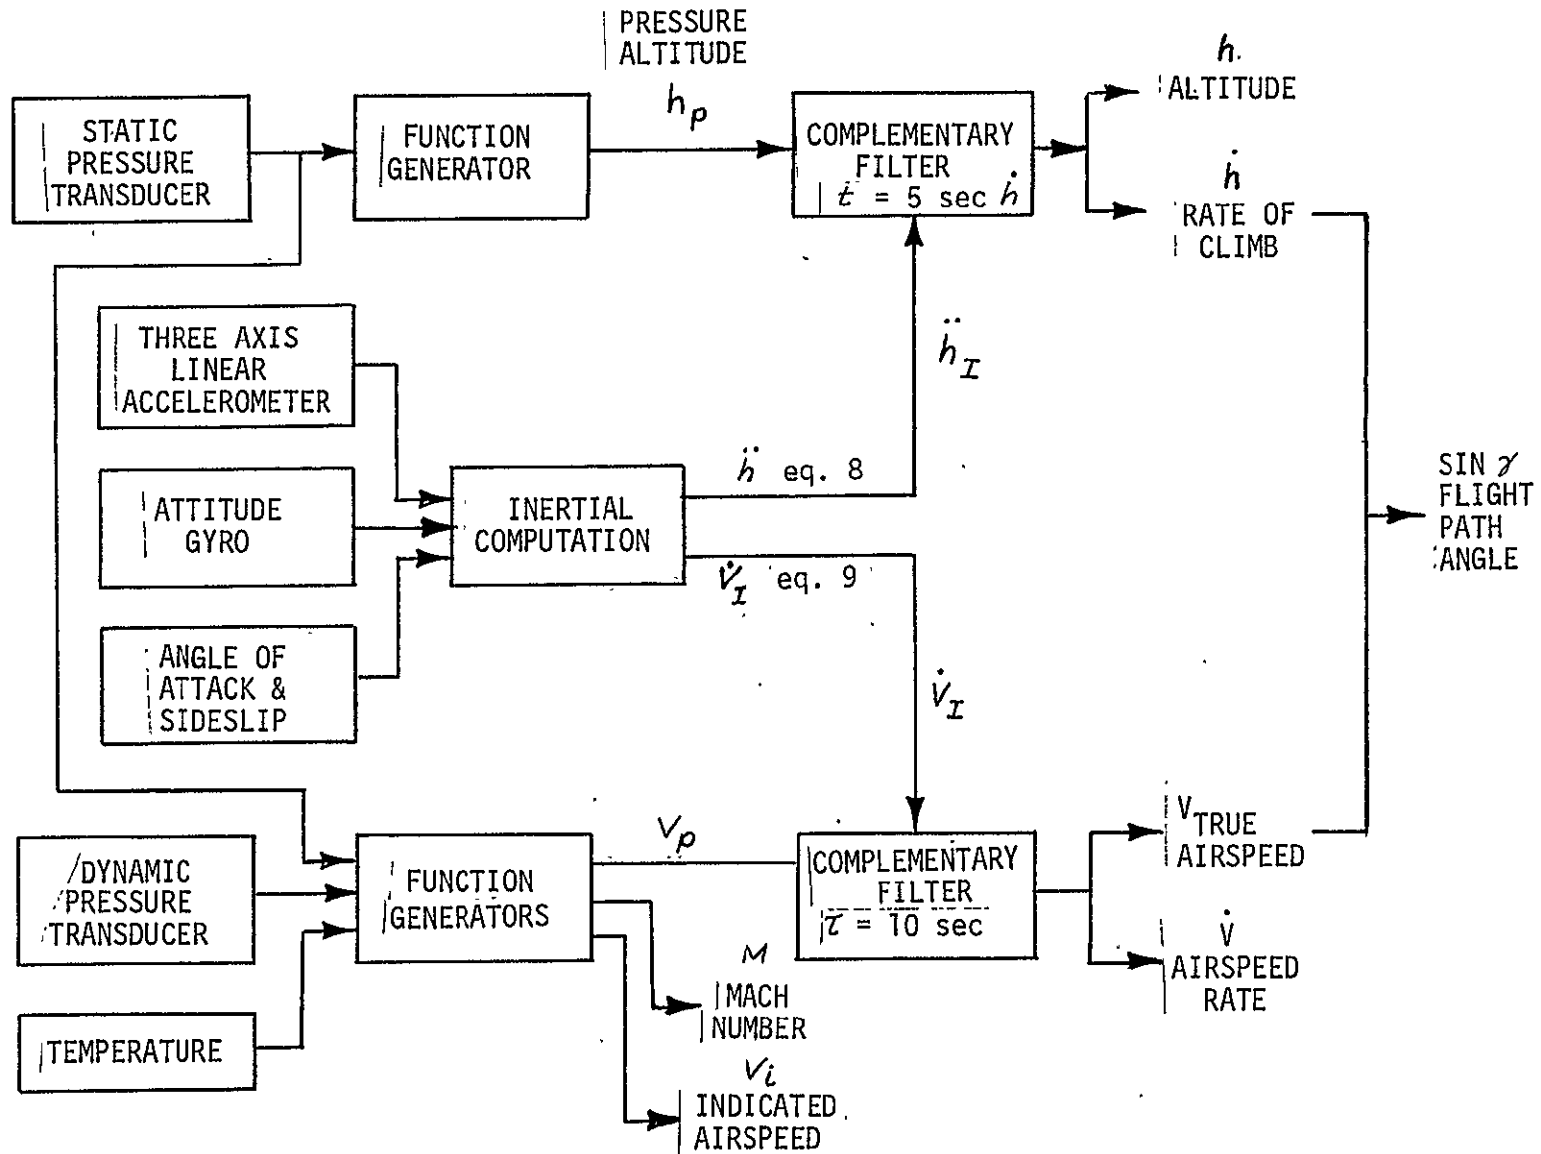 PRESSURE
ALTITUDE
h_p
STATIC
PRESSURE
TRANSDUCER
FUNCTION
GENERATOR
COMPLEMENTARY
FILTER
t = 5 sec ḣ
h
ALTITUDE
ḣ
RATE OF
CLIMB
THREE AXIS
LINEAR
ACCELEROMETER
ḧ_I
ATTITUDE
GYRO
INERTIAL
COMPUTATION
ḧ eq. 8
V̇_I eq. 9
SIN γ
FLIGHT
PATH
ANGLE
ANGLE OF
ATTACK &
SIDESLIP
V̇_I
DYNAMIC
PRESSURE
TRANSDUCER
FUNCTION
GENERATORS
V_p
COMPLEMENTARY
FILTER
τ = 10 sec
V_TRUE
AIRSPEED
V̇
AIRSPEED
RATE
TEMPERATURE
M
MACH
NUMBER
V_i
INDICATED
AIRSPEED